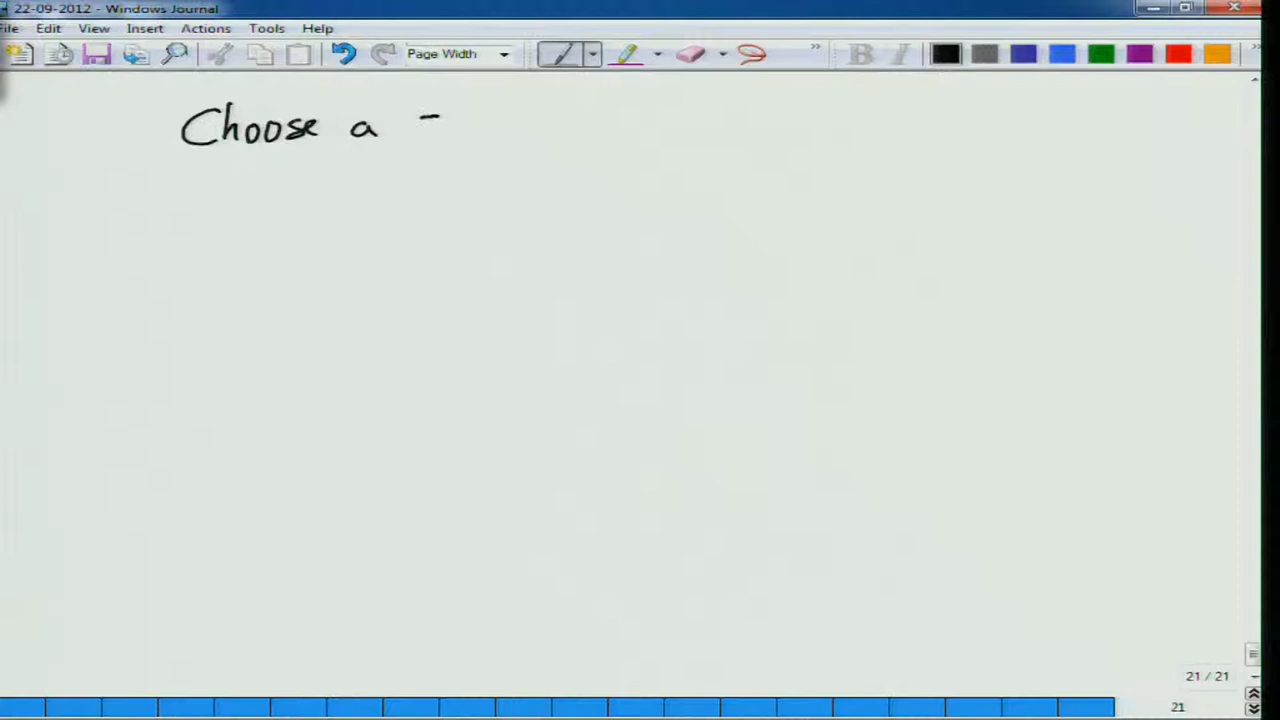 22-09-2012 - Windows Journal
File Edit View Insert Actions Tools Help
Page Width
B I
Choose a
21 / 21
21